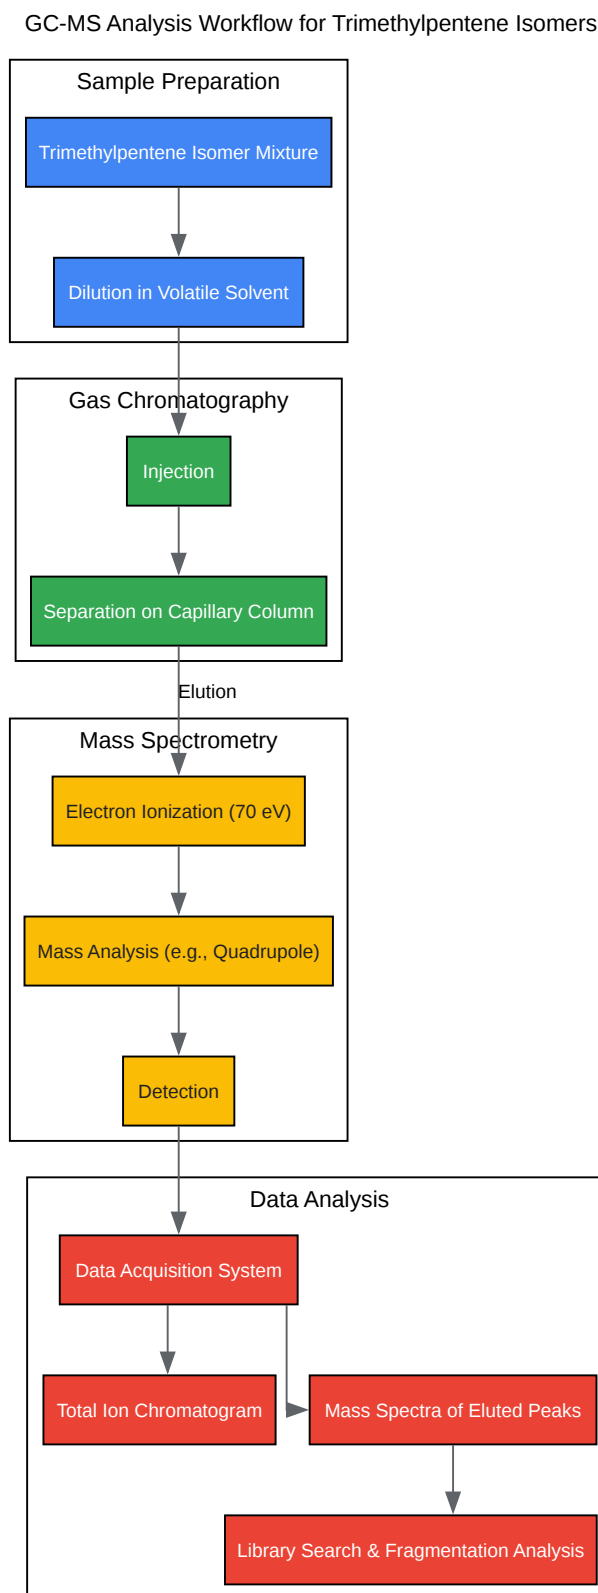 GC-MS Analysis Workflow for Trimethylpentene Isomers
Sample Preparation
Trimethylpentene Isomer Mixture
Dilution in Volatile Solvent
Gas Chromatography
Injection
Separation on Capillary Column
Elution
Mass Spectrometry
Electron Ionization (70 eV)
Mass Analysis (e.g., Quadrupole)
Detection
Data Analysis
Data Acquisition System
Total Ion Chromatogram
Mass Spectra of Eluted Peaks
Library Search & Fragmentation Analysis